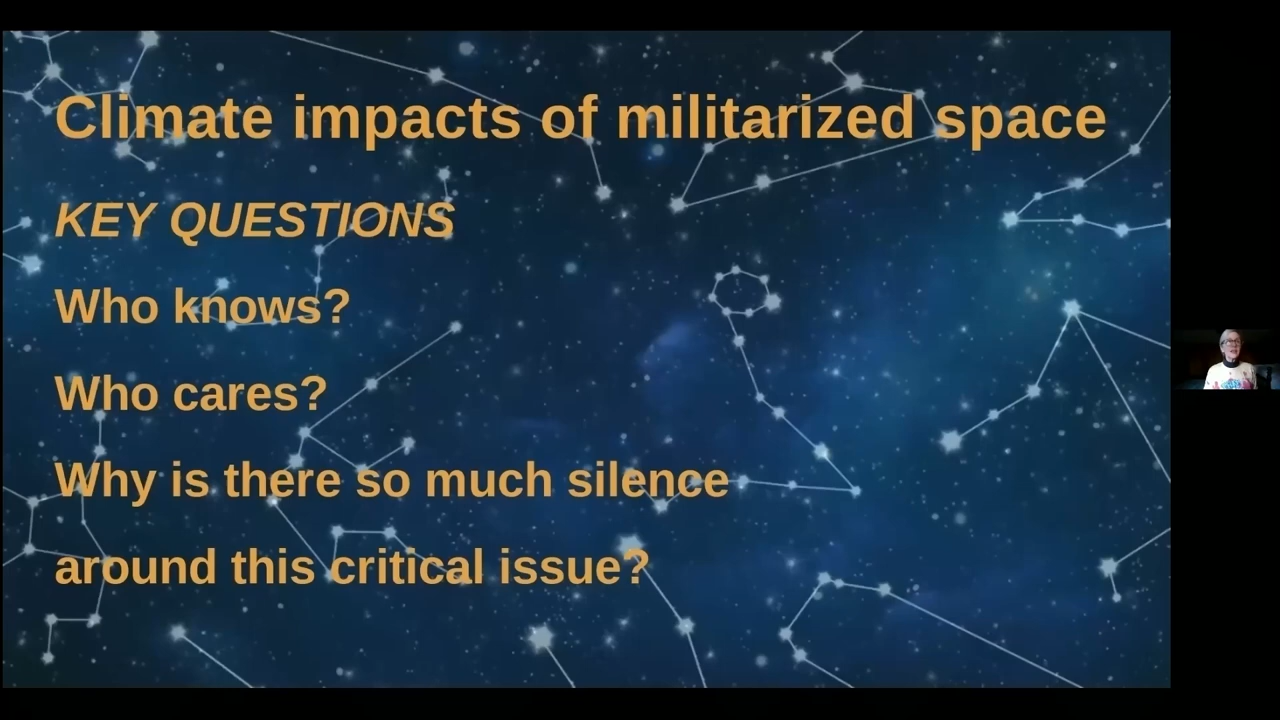 Climate impacts of militarized space
KEY QUESTIONS
Who knows?
Who cares?
Why is there so much silence
around this critical issue?